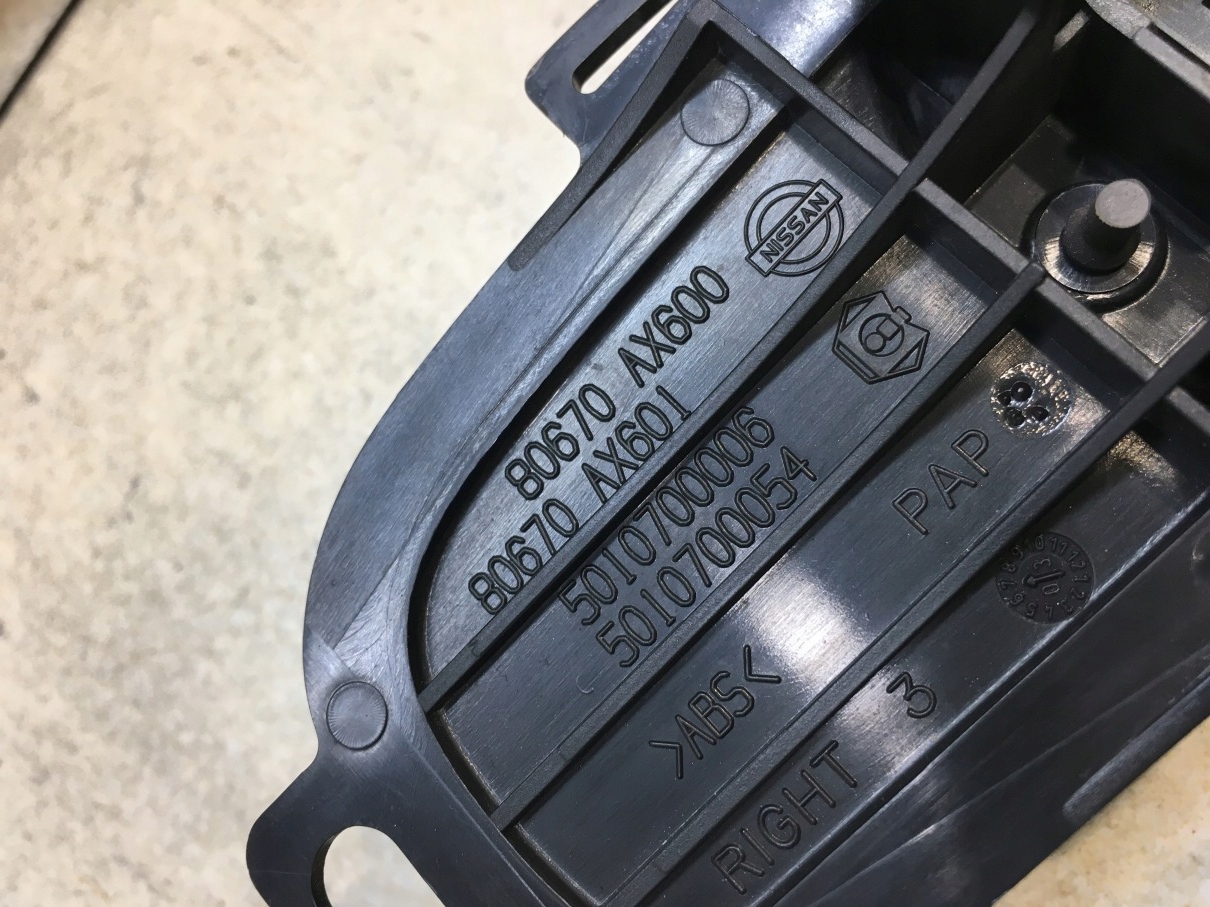 NISSAN
80670 AX600
80670 AX601
5010700006
5010700054
PAP
>ABS<
RIGHT 3